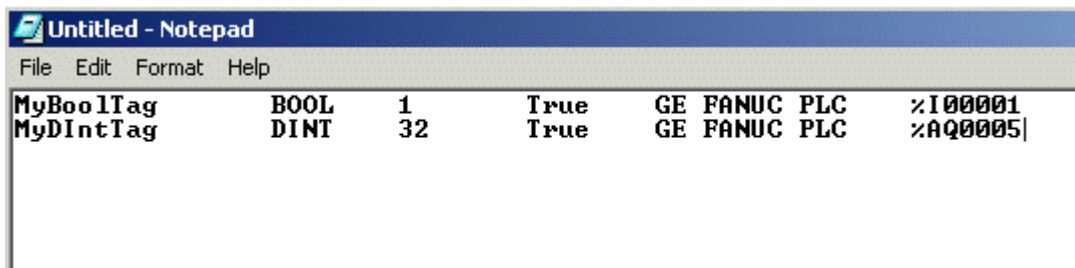 Untitled - Notepad
File Edit Format Help
MyBoolTag BOOL 1 True GE FANUC PLC %I00001
MyDIntTag DINT 32 True GE FANUC PLC %AQ0005